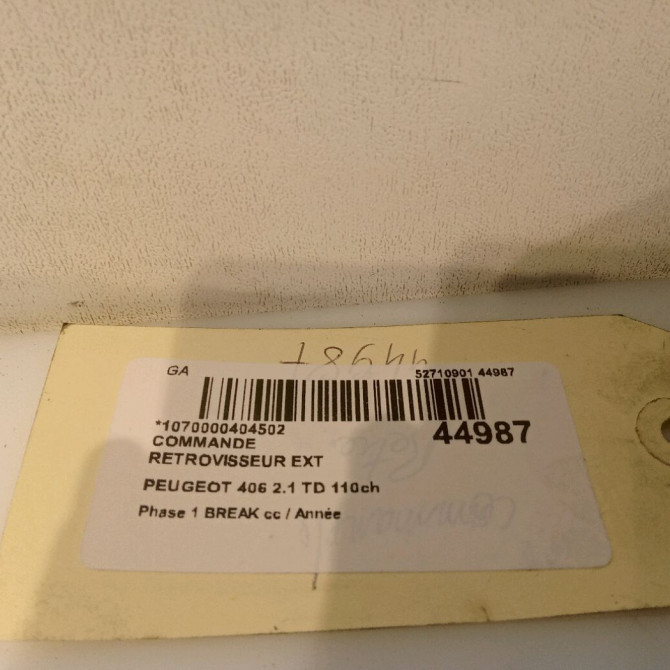 44987
GA
52710901 44987
*1070000404502
44987
COMMANDE
RETROVISSEUR EXT
PEUGEOT 406 2.1 TD 110ch
Phase 1 BREAK cc / Année